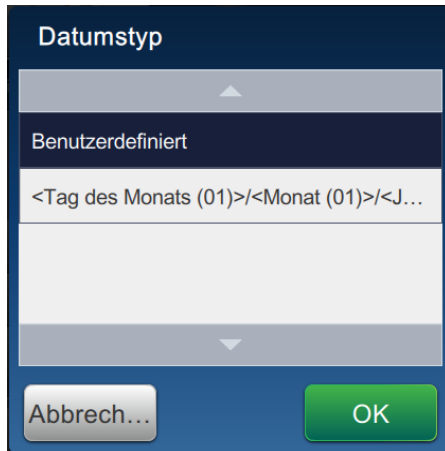 Datumstyp
Benutzerdefiniert
<Tag des Monats (01)>/<Monat (01)>/<J...
Abbrech...
OK